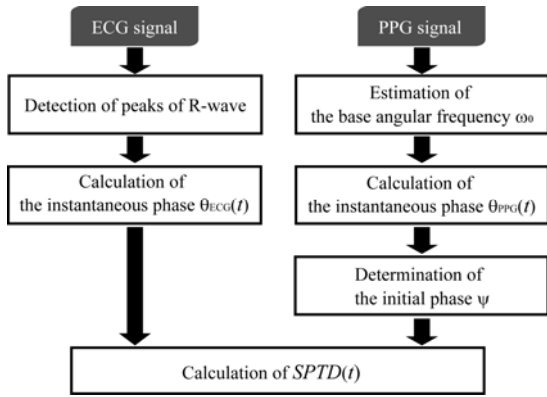 ECG signal
PPG signal
Detection of peaks of R-wave
Estimation of
the base angular frequency ω₀
Calculation of
the instantaneous phase θECG(t)
Calculation of
the instantaneous phase θPPG(t)
Determination of
the initial phase ψ
Calculation of SPTD(t)